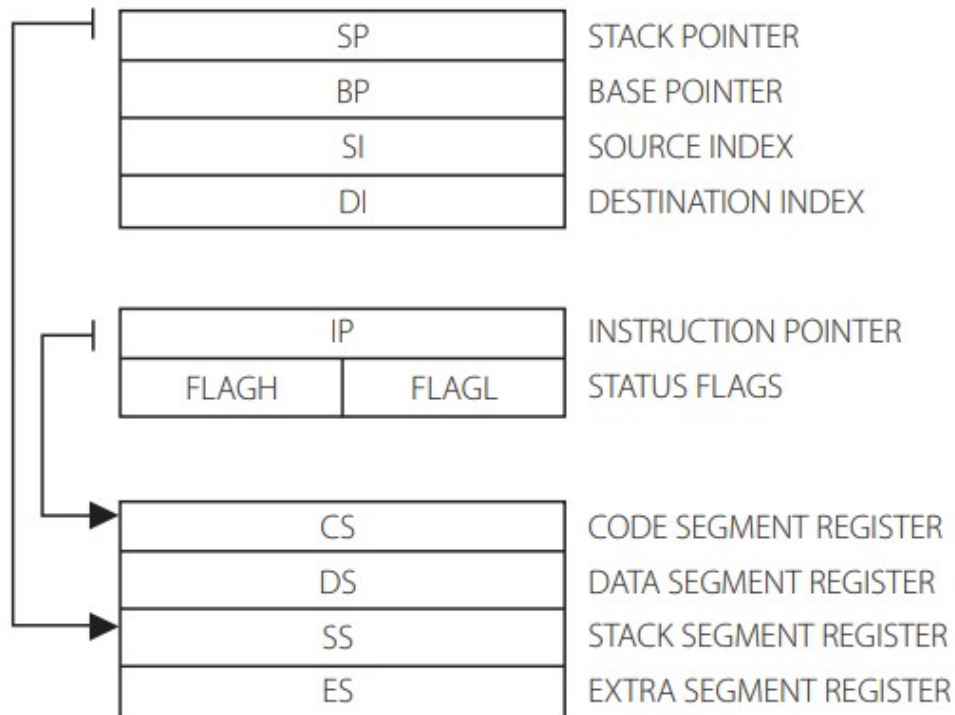 SP STACK POINTER
BP BASE POINTER
SI SOURCE INDEX
DI DESTINATION INDEX
IP INSTRUCTION POINTER
FLAGH FLAGL STATUS FLAGS
CS CODE SEGMENT REGISTER
DS DATA SEGMENT REGISTER
SS STACK SEGMENT REGISTER
ES EXTRA SEGMENT REGISTER